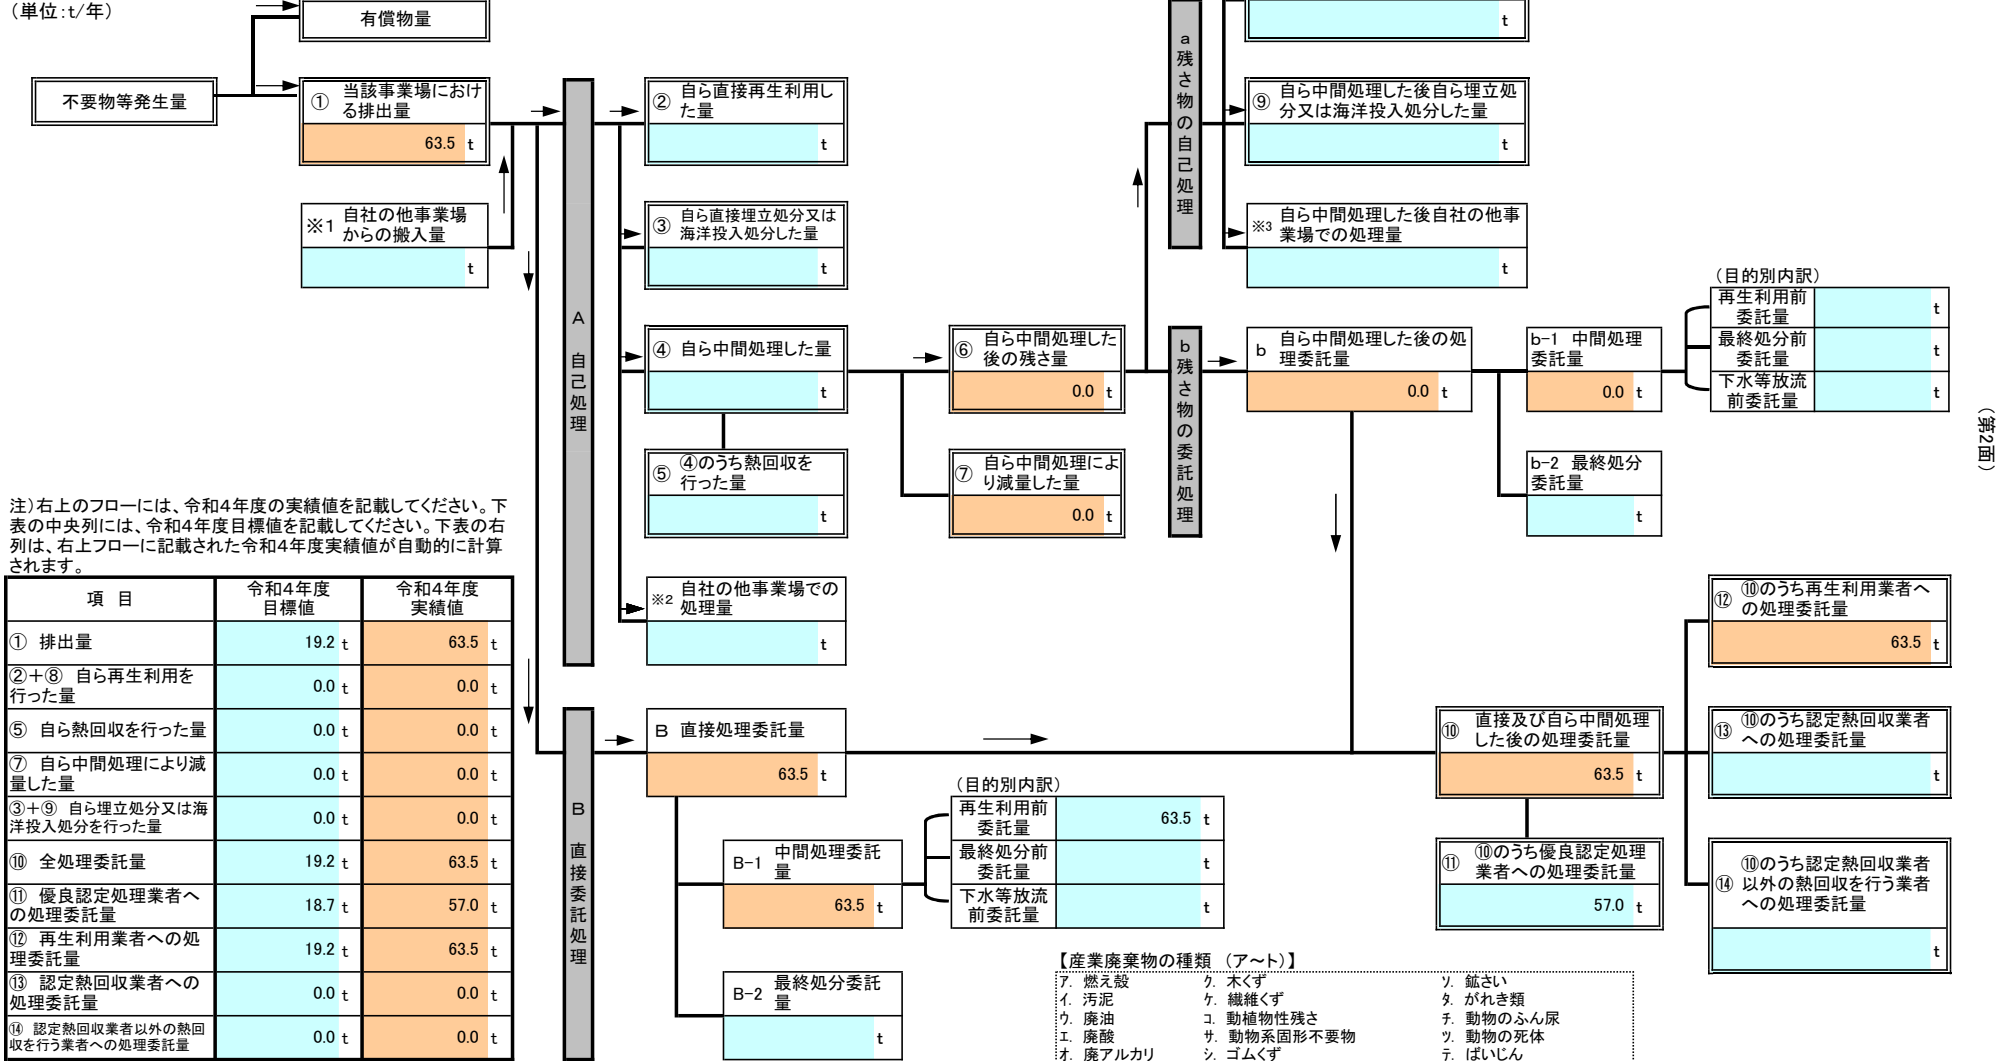 (単位:t/年)
有償物量
不要物等発生量
① 当該事業場におけ
る排出量
63.5 t
※1 自社の他事業場
からの搬入量
t
A 自己処理
② 自ら直接再生利用し
た量
t
③ 自ら直接埋立処分又は
海洋投入処分した量
t
④ 自ら中間処理した量
t
⑤ ④のうち熱回収を
行った量
t
※2 自社の他事業場での
処理量
t
⑥ 自ら中間処理した
後の残さ量
0.0 t
⑦ 自ら中間処理によ
り減量した量
0.0 t
a 残さ物の自己処理
t
⑨ 自ら中間処理した後自ら埋立処
分又は海洋投入処分した量
t
※3 自ら中間処理した後自社の他事
業場での処理量
t
b 残さ物の委託処理
b 自ら中間処理した後の処
理委託量
0.0 t
b-1 中間処理
委託量
0.0 t
b-2 最終処分
委託量
t
(目的別内訳)
再生利用前
委託量 t
最終処分前
委託量 t
下水等放流
前委託量 t
(第2面)
注)右上のフローには、令和4年度の実績値を記載してください。下
表の中央列には、令和4年度目標値を記載してください。下表の右
列は、右上フローに記載された令和4年度実績値が自動的に計算
されます。
項 目 令和4年度 目標値 令和4年度 実績値
① 排出量 19.2 t 63.5 t
②+⑧ 自ら再生利用を
行った量 0.0 t 0.0 t
⑤ 自ら熱回収を行った量 0.0 t 0.0 t
⑦ 自ら中間処理により減
量した量 0.0 t 0.0 t
③+⑨ 自ら埋立処分又は海
洋投入処分を行った量 0.0 t 0.0 t
⑩ 全処理委託量 19.2 t 63.5 t
⑪ 優良認定処理業者へ
の処理委託量 18.7 t 57.0 t
⑫ 再生利用業者への処
理委託量 19.2 t 63.5 t
⑬ 認定熱回収業者への
処理委託量 0.0 t 0.0 t
⑭ 認定熱回収業者以外の熱回
収を行う業者への処理委託量 0.0 t 0.0 t
B 直接委託処理
B 直接処理委託量
63.5 t
B-1 中間処理委託
量
63.5 t
B-2 最終処分委託
量
t
(目的別内訳)
再生利用前
委託量 63.5 t
最終処分前
委託量 t
下水等放流
前委託量 t
⑩ 直接及び自ら中間処理
した後の処理委託量
63.5 t
⑪ ⑩のうち優良認定処理
業者への処理委託量
57.0 t
⑫ ⑩のうち再生利用業者へ
の処理委託量
63.5 t
⑬ ⑩のうち認定熱回収業者
への処理委託量
t
⑭ ⑩のうち認定熱回収業者
以外の熱回収を行う業者
への処理委託量
t
【産業廃棄物の種類 (ア～ト)】
ア. 燃え殻 ク. 木くず ソ. 鉱さい
イ. 汚泥 ケ. 繊維くず タ. がれき類
ウ. 廃油 コ. 動植物性残さ チ. 動物のふん尿
エ. 廃酸 サ. 動物系固形不要物 ツ. 動物の死体
オ. 廃アルカリ シ. ゴムくず テ. ばいじん